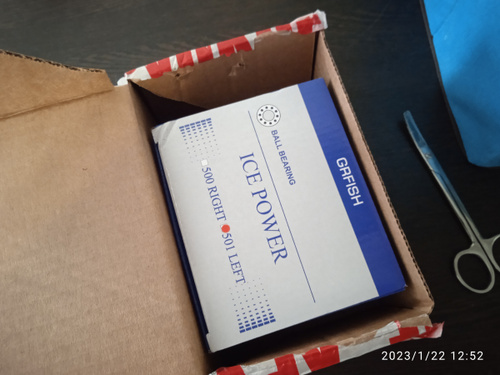 GRFISH
BALL BEARING
ICE POWER
500 RIGHT 501 LEFT
2023/1/22 12:52